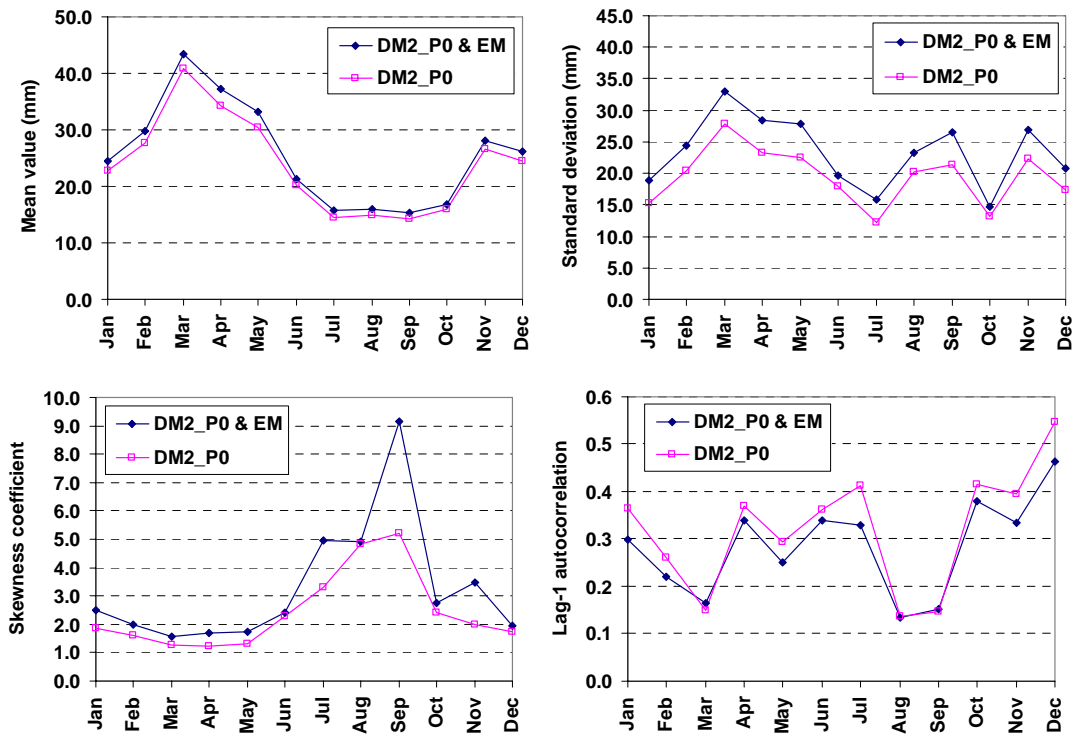 50.0
40.0
30.0
20.0
10.0
0.0
Mean value (mm)
DM2_P0 & EM
DM2_P0
Jan
Feb
Mar
Apr
May
Jun
Jul
Aug
Sep
Oct
Nov
Dec
45.0
40.0
35.0
30.0
25.0
20.0
15.0
10.0
5.0
0.0
Standard deviation (mm)
DM2_P0 & EM
DM2_P0
Jan
Feb
Mar
Apr
May
Jun
Jul
Aug
Sep
Oct
Nov
Dec
10.0
9.0
8.0
7.0
6.0
5.0
4.0
3.0
2.0
1.0
0.0
Skewness coefficient
DM2_P0 & EM
DM2_P0
Jan
Feb
Mar
Apr
May
Jun
Jul
Aug
Sep
Oct
Nov
Dec
0.6
0.5
0.4
0.3
0.2
0.1
0.0
Lag-1 autocorrelation
DM2_P0 & EM
DM2_P0
Jan
Feb
Mar
Apr
May
Jun
Jul
Aug
Sep
Oct
Nov
Dec